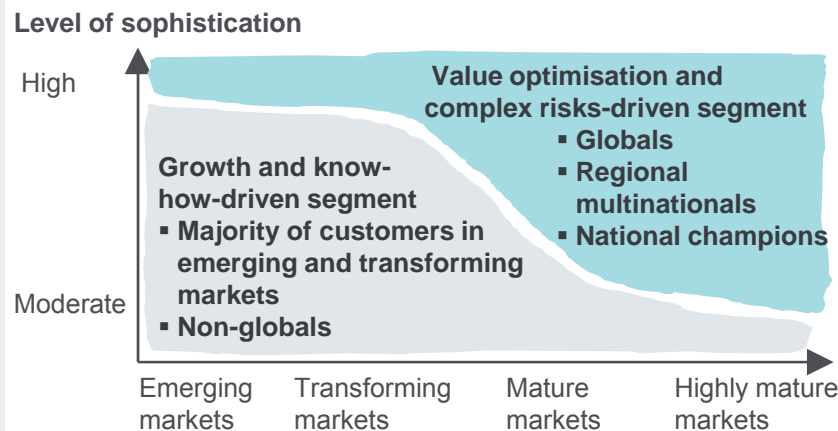 Level of sophistication
High
Value optimisation and
complex risks-driven segment
▪ Globals
▪ Regional
multinationals
▪ National champions
Growth and know-
how-driven segment
▪ Majority of customers in
emerging and transforming
markets
▪ Non-globals
Moderate
Emerging
markets
Transforming
markets
Mature
markets
Highly mature
markets